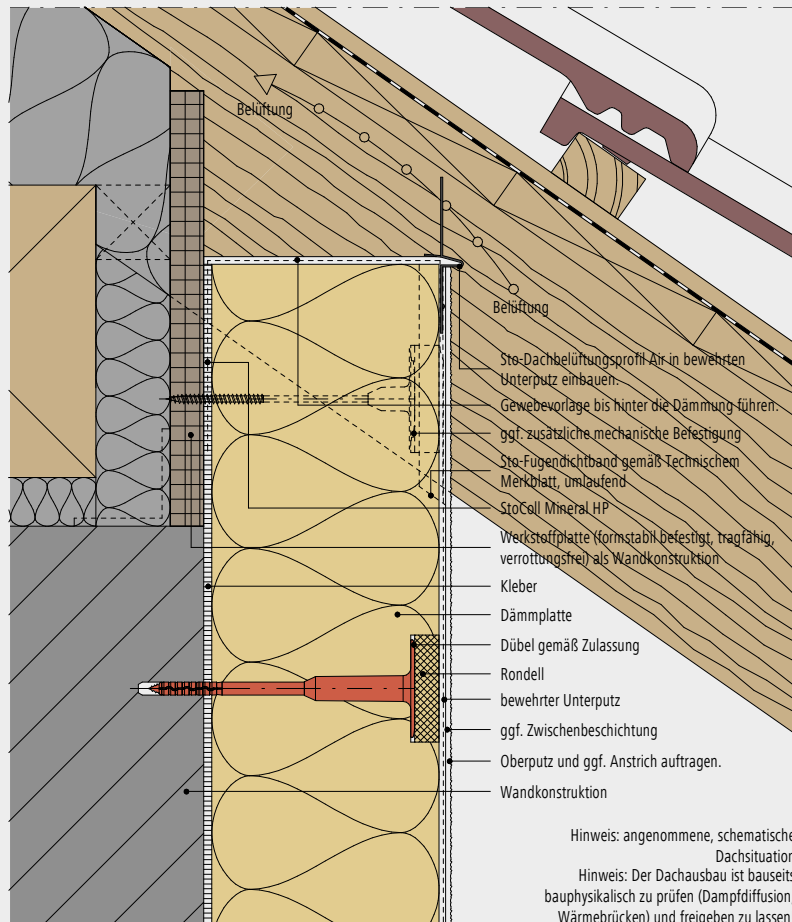 Belüftung
Belüftung
Sto-Dachbelüftungsprofil Air in bewehrten
Unterputz einbauen.
Gewebevorlage bis hinter die Dämmung führen.
ggf. zusätzliche mechanische Befestigung
Sto-Fugendichtband gemäß Technischem
Merkblatt, umlaufend
StoColl Mineral HP
Werkstoffplatte (formstabil befestigt, tragfähig,
verrottungsfrei) als Wandkonstruktion
Kleber
Dämmplatte
Dübel gemäß Zulassung
Rondell
bewehrter Unterputz
ggf. Zwischenbeschichtung
Oberputz und ggf. Anstrich auftragen.
Wandkonstruktion
Hinweis: angenommene, schematische
Dachsituation
Hinweis: Der Dachausbau ist bauseits
bauphysikalisch zu prüfen (Dampfdiffusion,
Wärmebrücken) und freigeben zu lassen.